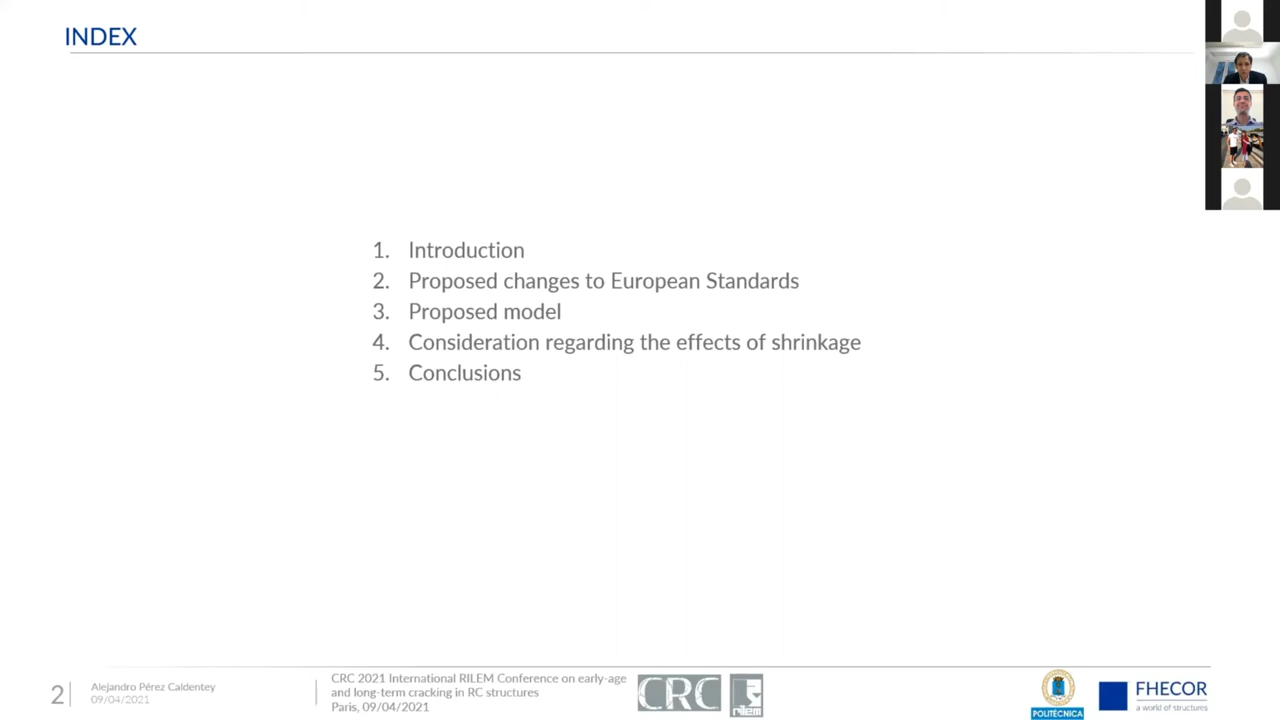 INDEX
1. Introduction
2. Proposed changes to European Standards
3. Proposed model
4. Consideration regarding the effects of shrinkage
5. Conclusions
2
Alejandro Pérez Caldentey
09/04/2021
CRC 2021 International RILEM Conference on early-age
and long-term cracking in RC structures
Paris, 09/04/2021
CRC
rilem
POLITÉCNICA
FHECOR
a world of structures